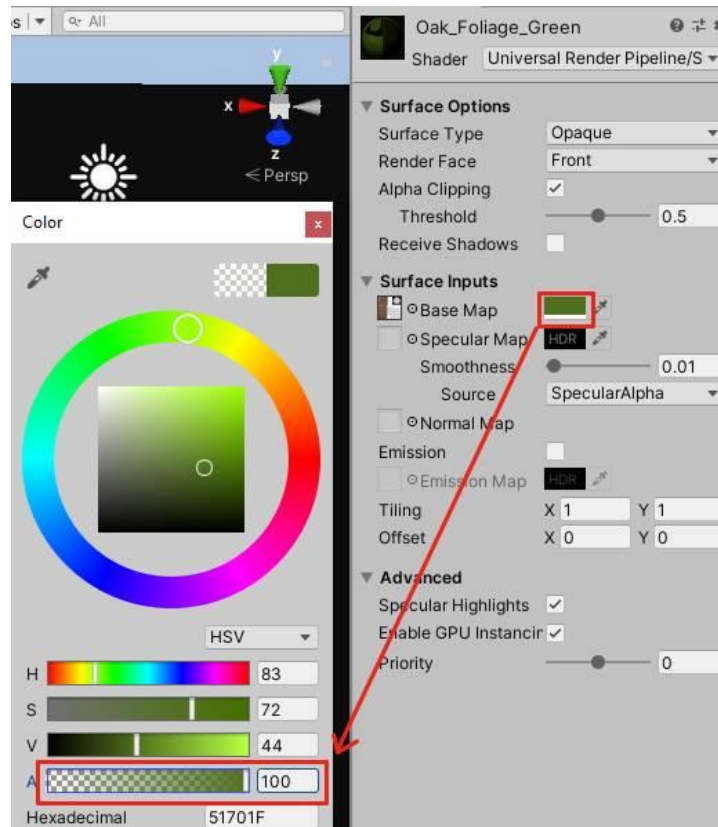 s
All
y
x
z
Persp
Color
HSV
H 83
S 72
V 44
A 100
Hexadecimal 51701F
Oak_Foliage_Green
Shader Universal Render Pipeline/S
Surface Options
Surface Type Opaque
Render Face Front
Alpha Clipping
Threshold 0.5
Receive Shadows
Surface Inputs
Base Map
Specular Map HDR
Smoothness 0.01
Source SpecularAlpha
Normal Map
Emission
Emission Map HDR
Tiling X 1 Y 1
Offset X 0 Y 0
Advanced
Specular Highlights
Enable GPU Instancir
Priority 0